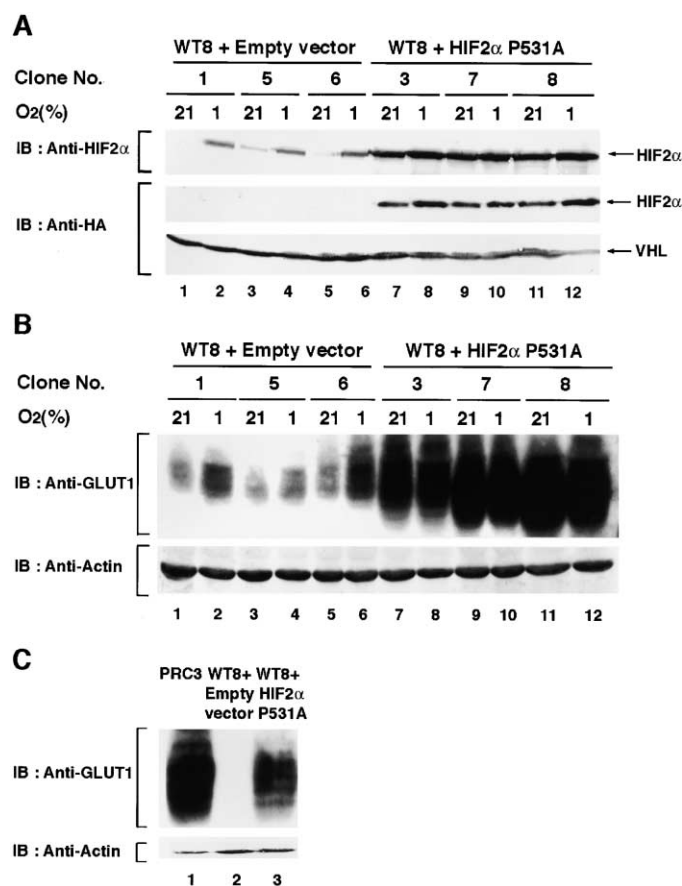 A
WT8 + Empty vector WT8 + HIF2α P531A
Clone No. 1 5 6 3 7 8
O2(%) 21 1 21 1 21 1 21 1 21 1 21 1
IB : Anti-HIF2α HIF2α
HIF2α
IB : Anti-HA
VHL
1 2 3 4 5 6 7 8 9 10 11 12
B
WT8 + Empty vector WT8 + HIF2α P531A
Clone No. 1 5 6 3 7 8
O2(%) 21 1 21 1 21 1 21 1 21 1 21 1
IB : Anti-GLUT1
IB : Anti-Actin
1 2 3 4 5 6 7 8 9 10 11 12
C
PRC3 WT8+ WT8+
Empty HIF2α
vector P531A
IB : Anti-GLUT1
IB : Anti-Actin
1 2 3